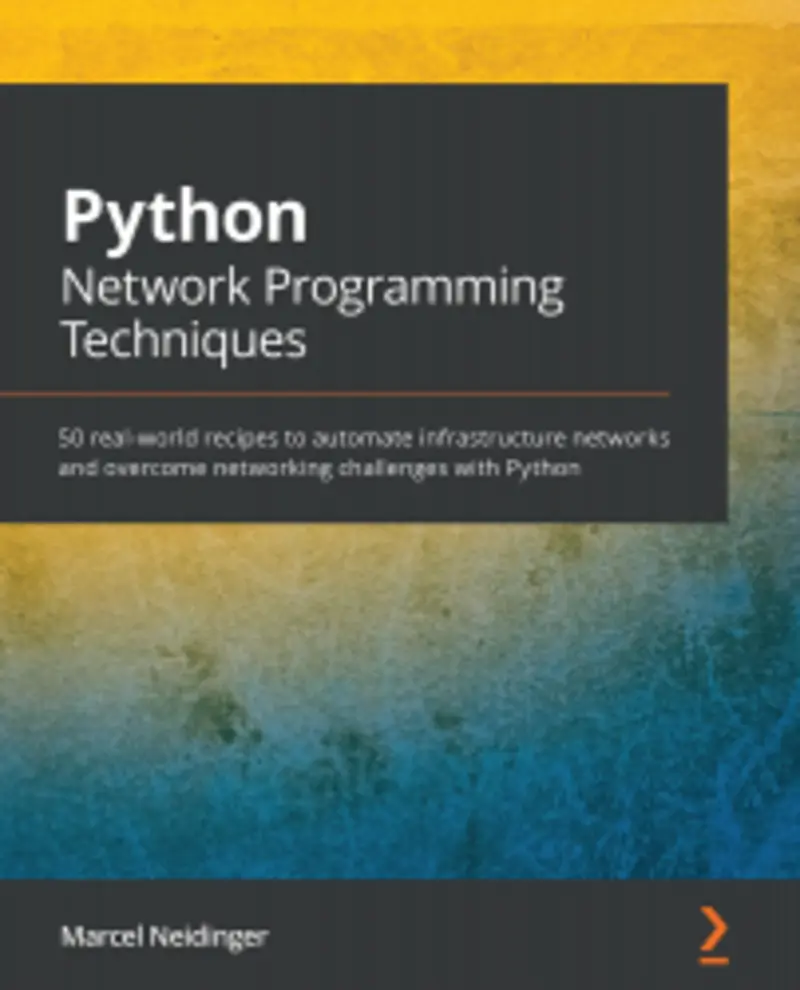 Python
Network Programming
Techniques
50 real-world recipes to automate infrastructure networks
and overcome networking challenges with Python
Marcel Neidinger